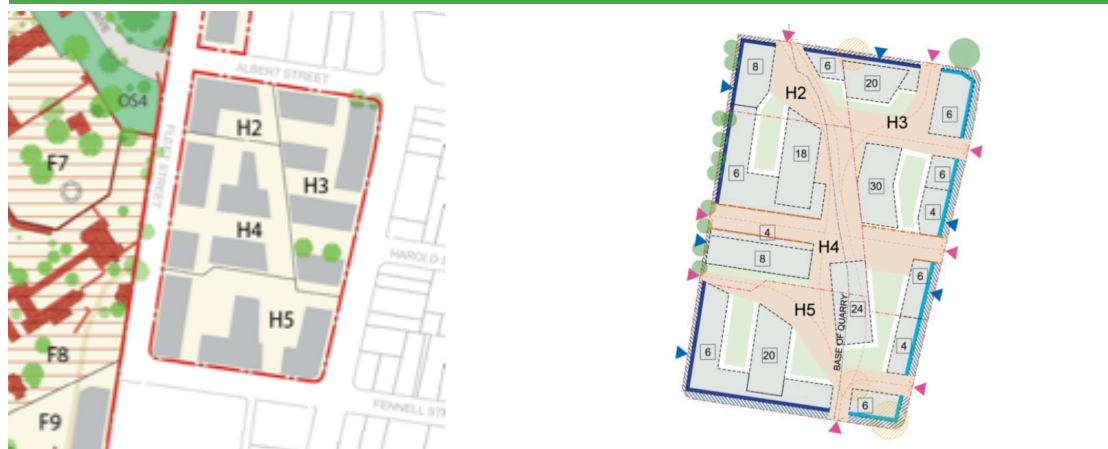 AVE
OS4
F7
F8
F9
FLEET STREET
ALBERT STREET
H2
H3
H4
H5
HAROLD S
FENNELL STR
8
6
20
H2
H3
6
18
6
30
6
4
4
H4
8
6
24
H5
BASE OF QUARRY
4
6
20
6